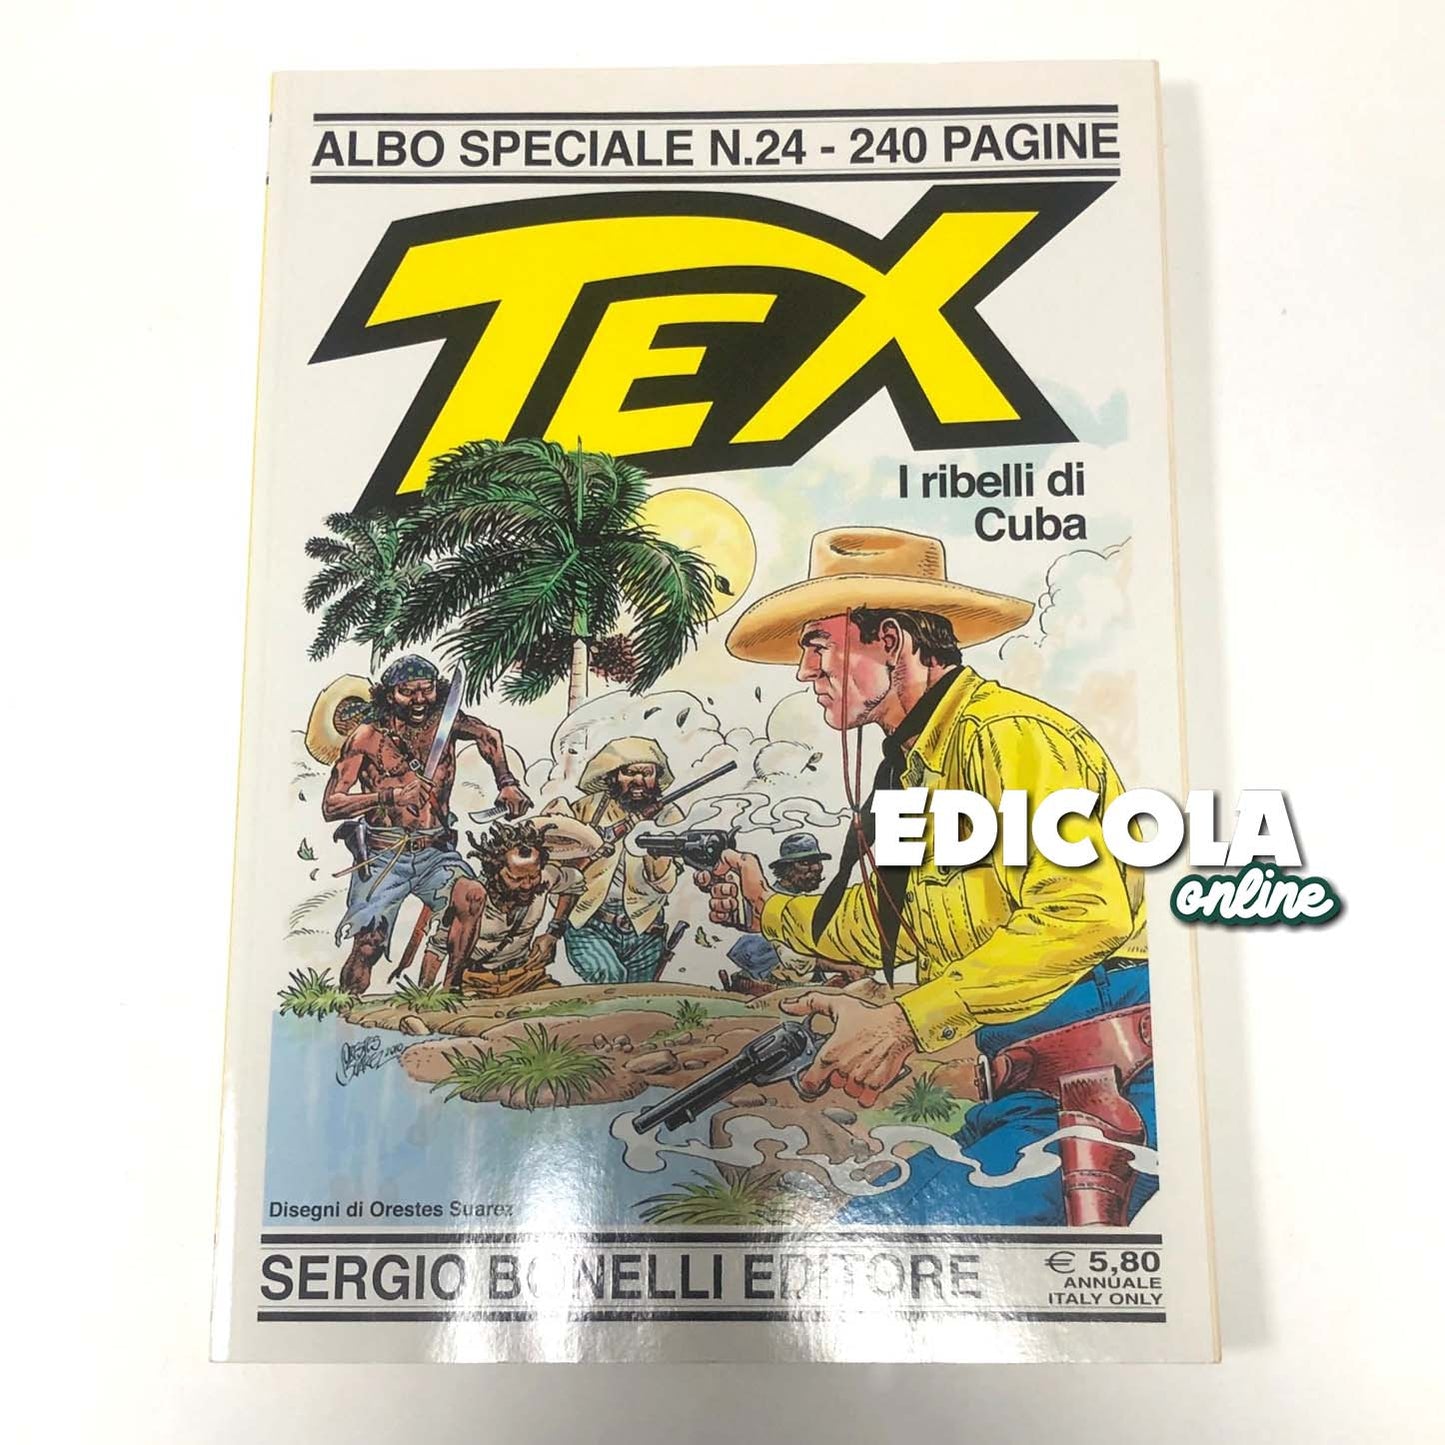 ALBO SPECIALE N.24 - 240 PAGINE
TEX
I ribelli di
Cuba
EDICOLA
online
Disegni di Orestes Suarez
SERGIO BONELLI EDITORE
€ 5,80
ANNUALE
ITALY ONLY